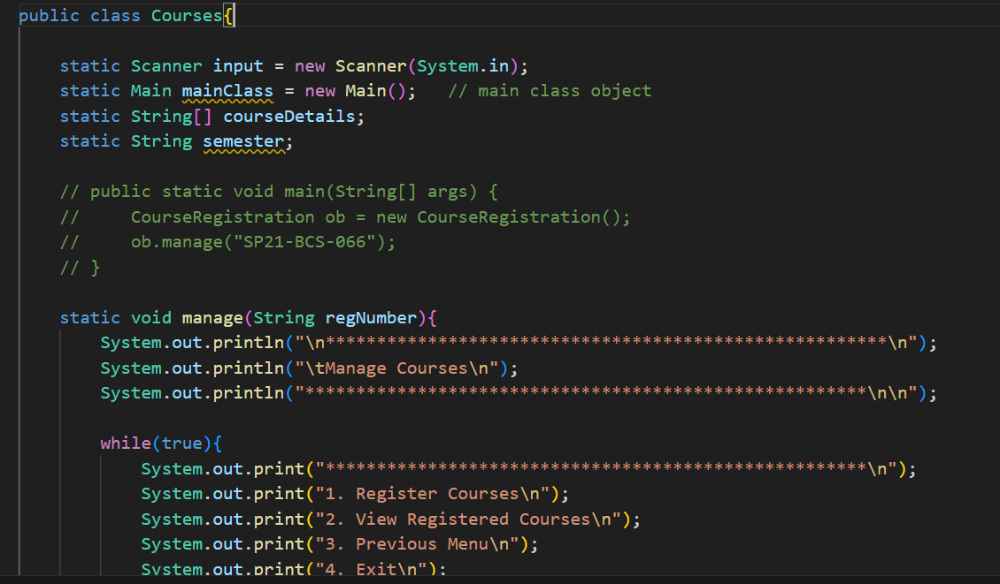 public class Courses{
static Scanner input = new Scanner(System.in);
static Main mainClass = new Main();   // main class object
static String[] courseDetails;
static String semester;
// public static void main(String[] args) {
//     CourseRegistration ob = new CourseRegistration();
//     ob.manage("SP21-BCS-066");
// }
static void manage(String regNumber){
System.out.println("\n*******************************************************\n");
System.out.println("\tManage Courses\n");
System.out.println("*******************************************************\n\n");
while(true){
System.out.print("*****************************************************\n");
System.out.print("1. Register Courses\n");
System.out.print("2. View Registered Courses\n");
System.out.print("3. Previous Menu\n");
System.out.print("4. Exit\n");